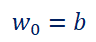 w₀ = b